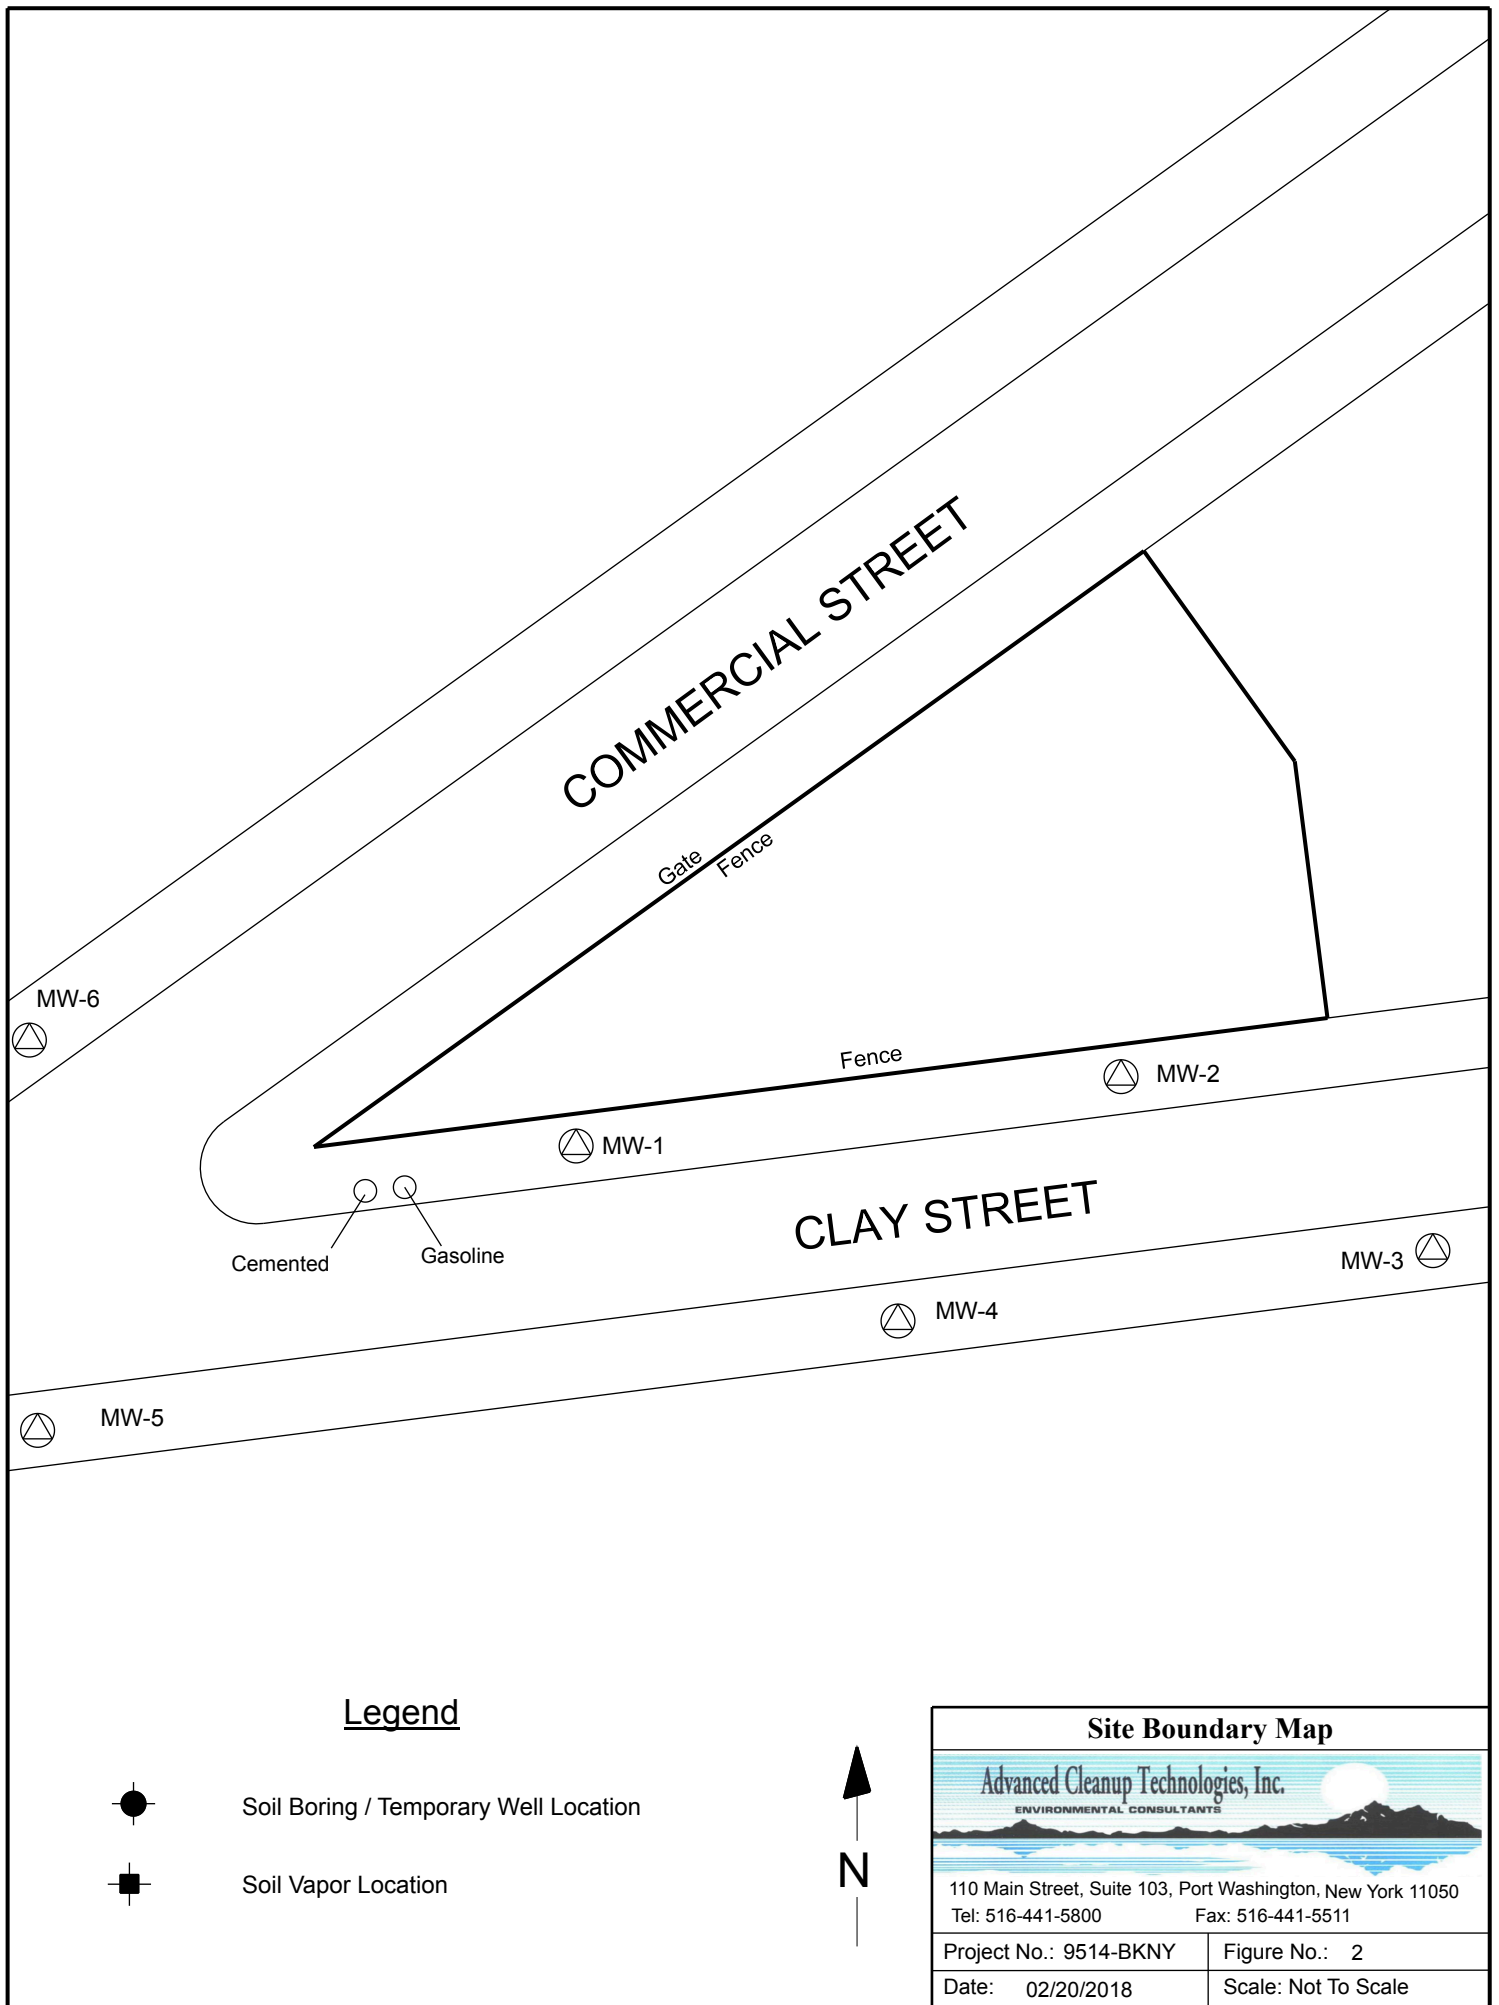 COMMERCIAL STREET
Gate
Fence
MW-6
Fence
MW-2
MW-1
CLAY STREET
Cemented
Gasoline
MW-3
MW-4
MW-5
Legend
Soil Boring / Temporary Well Location
Soil Vapor Location
N
Site Boundary Map
Advanced Cleanup Technologies, Inc.
ENVIRONMENTAL CONSULTANTS
110 Main Street, Suite 103, Port Washington, New York 11050
Tel: 516-441-5800 Fax: 516-441-5511
Project No.: 9514-BKNY Figure No.: 2
Date: 02/20/2018 Scale: Not To Scale